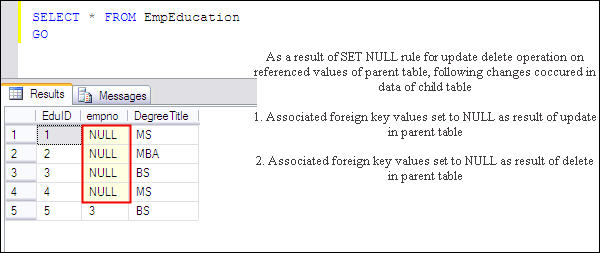 SELECT * FROM EmpEducation
GO
As a result of SET NULL rule for update delete operation on
referenced values of parent table, following changes coccured in
data of child table
1. Associated foreign key values set to NULL as result of update
in parent table
2. Associated foreign key values set to NULL as result of delete
in parent table
Results Messages
EduID empno DegreeTitle
1 1 NULL MS
2 2 NULL MBA
3 3 NULL BS
4 4 NULL MS
5 5 3 BS